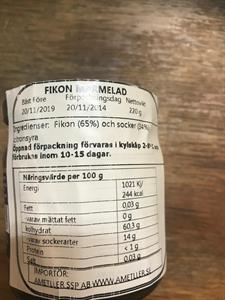 FIKON MARMELAD
Bäst Före Förpackningsdag Nettovikt
20/11/2019 20/11/2014 220 g
Ingredienser: Fikon (65%) och socker (34%)
citronsyra
Öppnad förpackning förvaras i kylskåp 2-8°C
förbrukas inom 10-15 dagar.
Näringsvärde per 100 g
Energi 1021 KJ/
244 kcal
Fett 0,03 g
-varav mättat fett 0 g
kolhydrat 60,3 g
-varav sockerarter 14 g
Protein < 1 g
Salt 0,03 g
IMPORTÖR:
AMETLLER SSP AB WWW.AMETLLER.SE